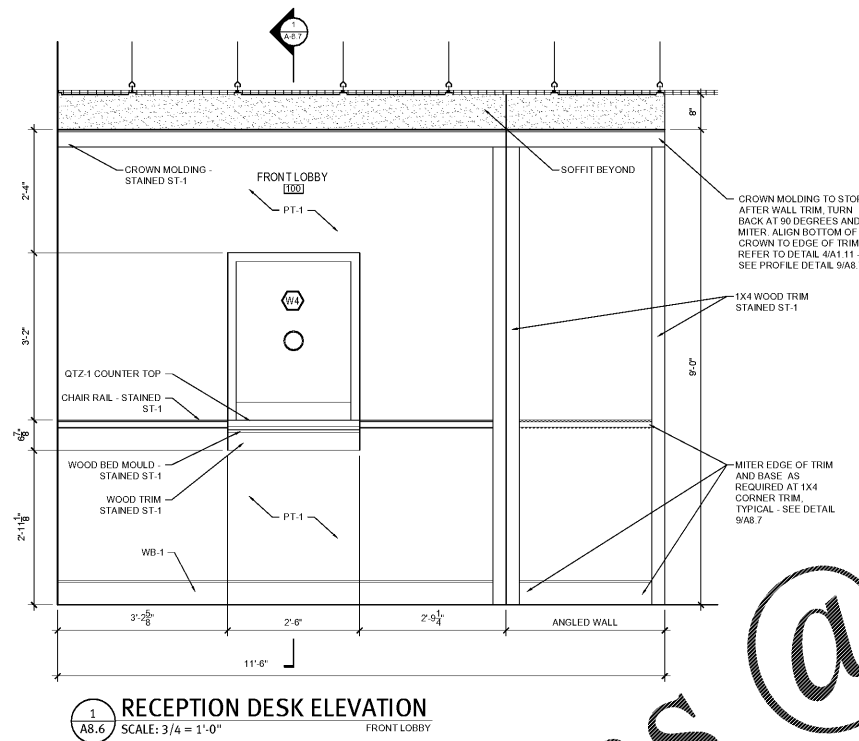 1
A-8.7
8"
CROWN MOLDING -
STAINED ST-1
FRONT LOBBY
100
PT-1
SOFFIT BEYOND
2'-4"
CROWN MOLDING TO STOP
AFTER WALL TRIM, TURN
BACK AT 90 DEGREES AND
MITER. ALIGN BOTTOM OF
CROWN TO EDGE OF TRIM
REFER TO DETAIL 4/A1.11 -
SEE PROFILE DETAIL 9/A8.
W4
1X4 WOOD TRIM
STAINED ST-1
3'-2"
9'-0"
QTZ-1 COUNTER TOP
CHAIR RAIL - STAINED
ST-1
6 7/8"
WOOD BED MOULD -
STAINED ST-1
WOOD TRIM
STAINED ST-1
MITER EDGE OF TRIM
AND BASE AS
REQUIRED AT 1X4
CORNER TRIM,
TYPICAL - SEE DETAIL
9/A8.7
2'-11 1/8"
PT-1
WB-1
3'-2 5/8"
2'-6"
2'-9 1/4"
ANGLED WALL
11'-6"
1
A8.6
RECEPTION DESK ELEVATION
SCALE: 3/4 = 1'-0"
FRONT LOBBY
s @